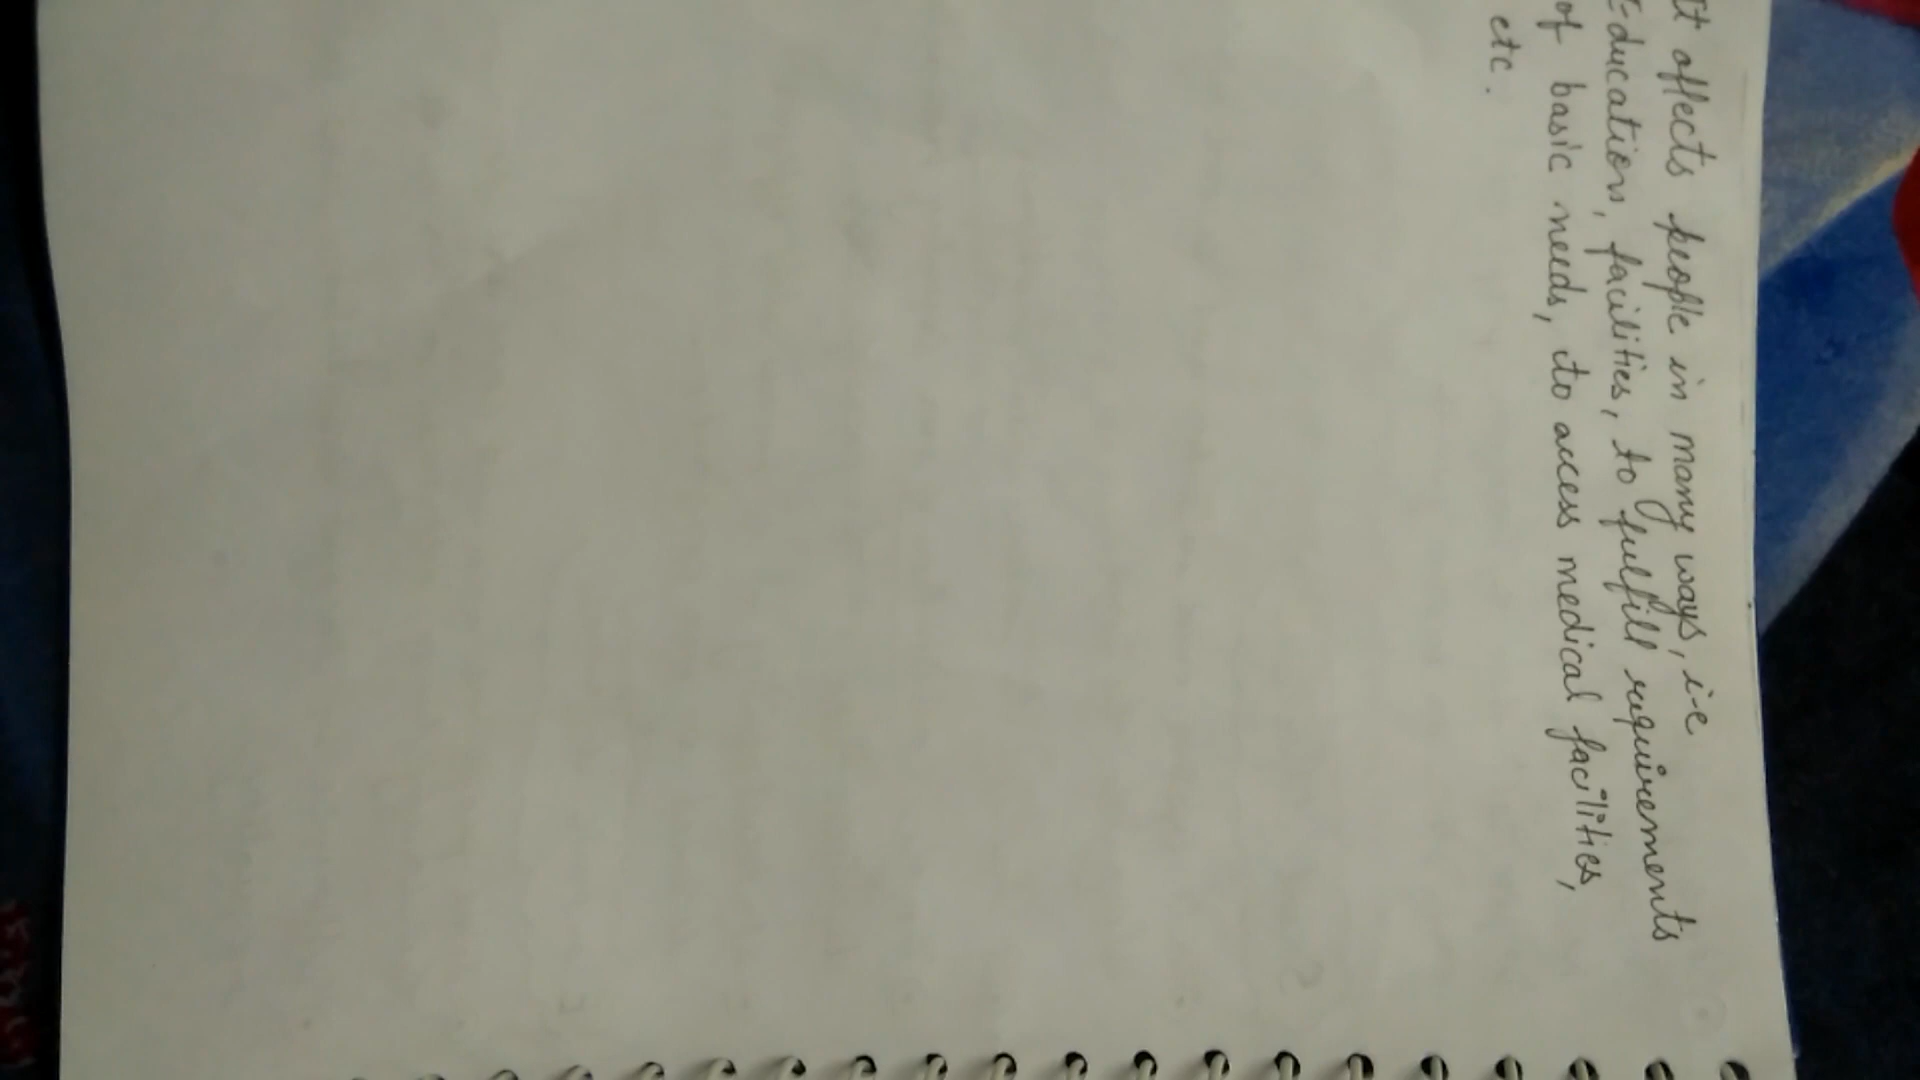 It affects people in many ways, i-e
Education, facilities, to fulfill requirements
of basic needs, to access medical facilities,
etc.